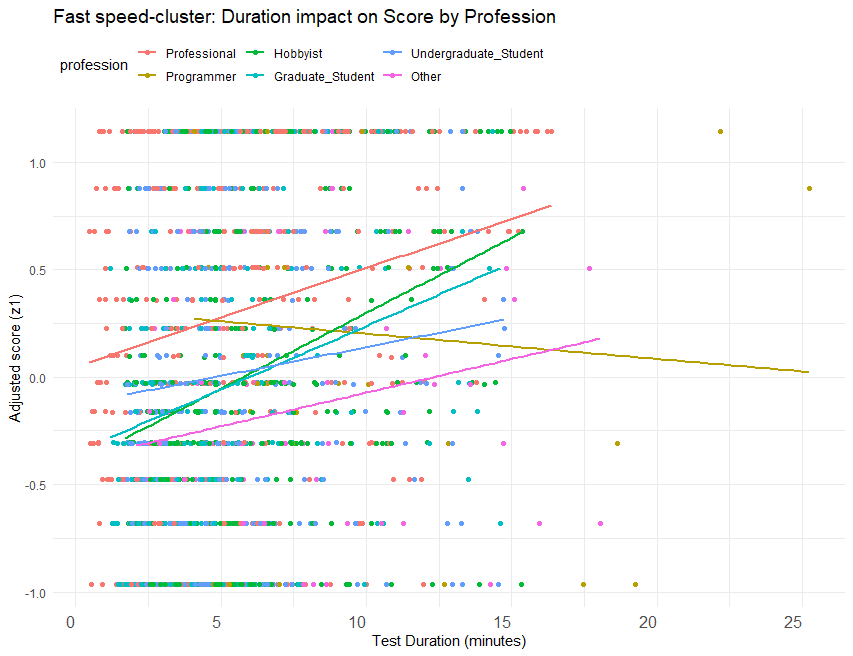 Fast speed-cluster: Duration impact on Score by Profession
profession
Professional
Hobbyist
Undergraduate_Student
Programmer
Graduate_Student
Other
Adjusted score (z1)
1.0
0.5
0.0
-0.5
-1.0
0
5
10
15
20
25
Test Duration (minutes)